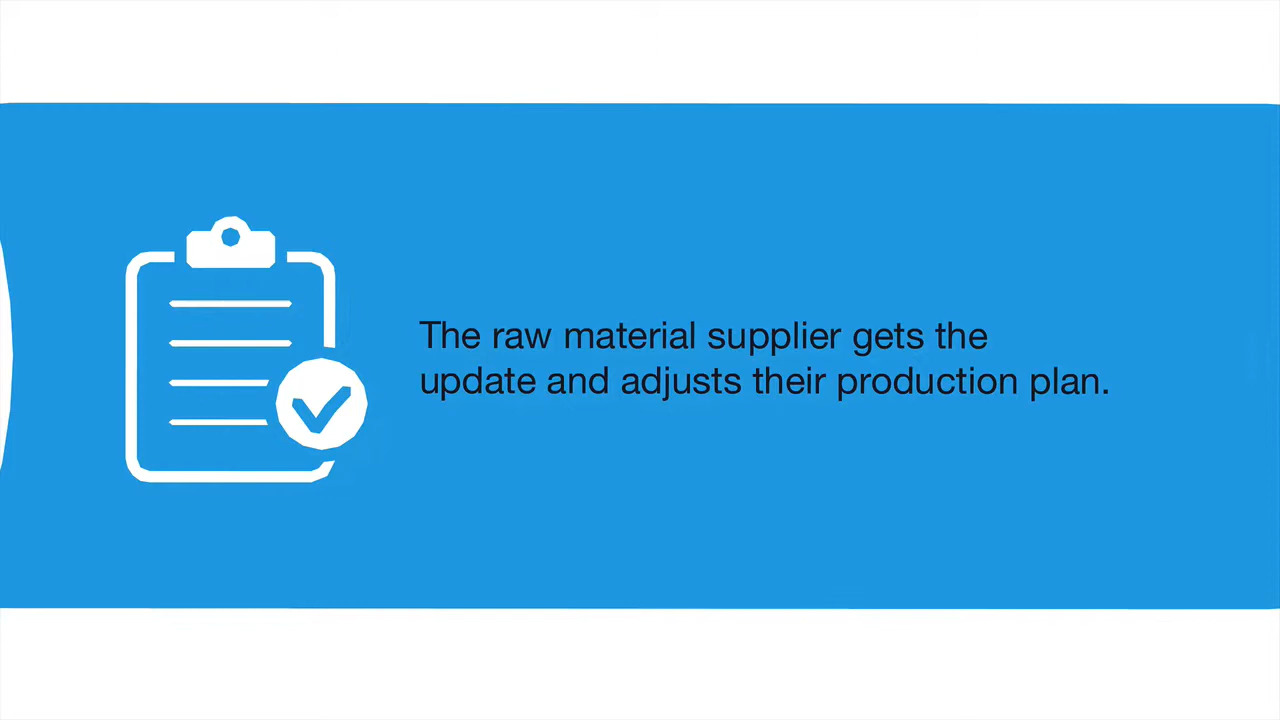 The raw material supplier gets the
update and adjusts their production plan.